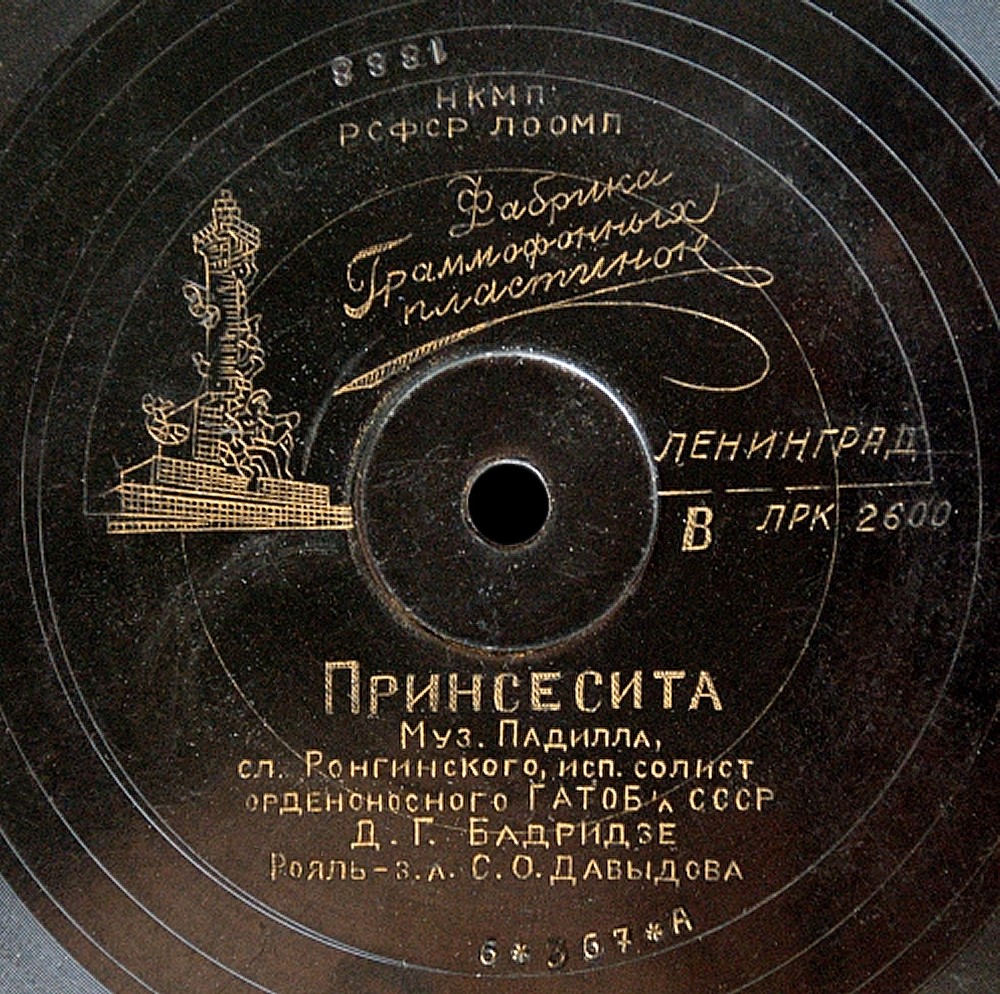 1388
НКМП
РСФСР ЛООМП
Фабрика
Граммофонных
пластинок
ЛЕНИНГРАД
В ЛРК 2600
ПРИНСЕСИТА
Муз. ПАДИЛЛА,
сл. Ронгинского, исп. солист
орденоносного ГАТОБ'а СССР
Д. Г. БАДРИДЗЕ
Рояль-з.а. С.О. ДАВЫДОВА
6*367*А